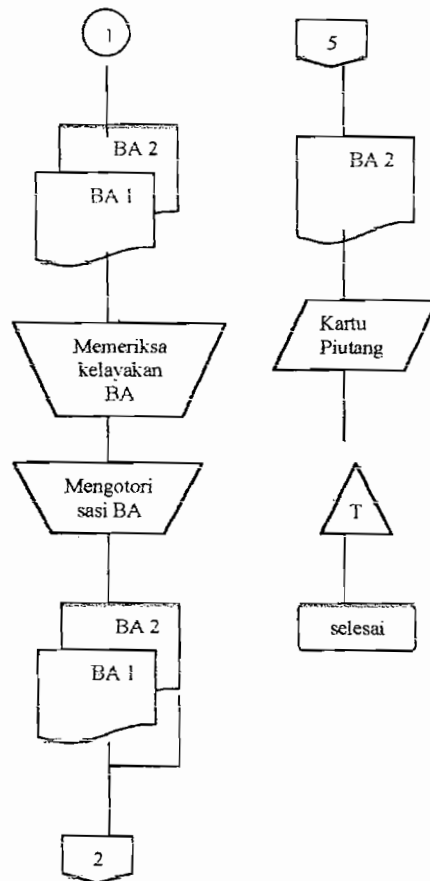 1
BA 2
BA 1
Memeriksa
kelayakan
BA
Mengotori
sasi BA
BA 2
BA 1
2
5
BA 2
Kartu
Piutang
T
selesai